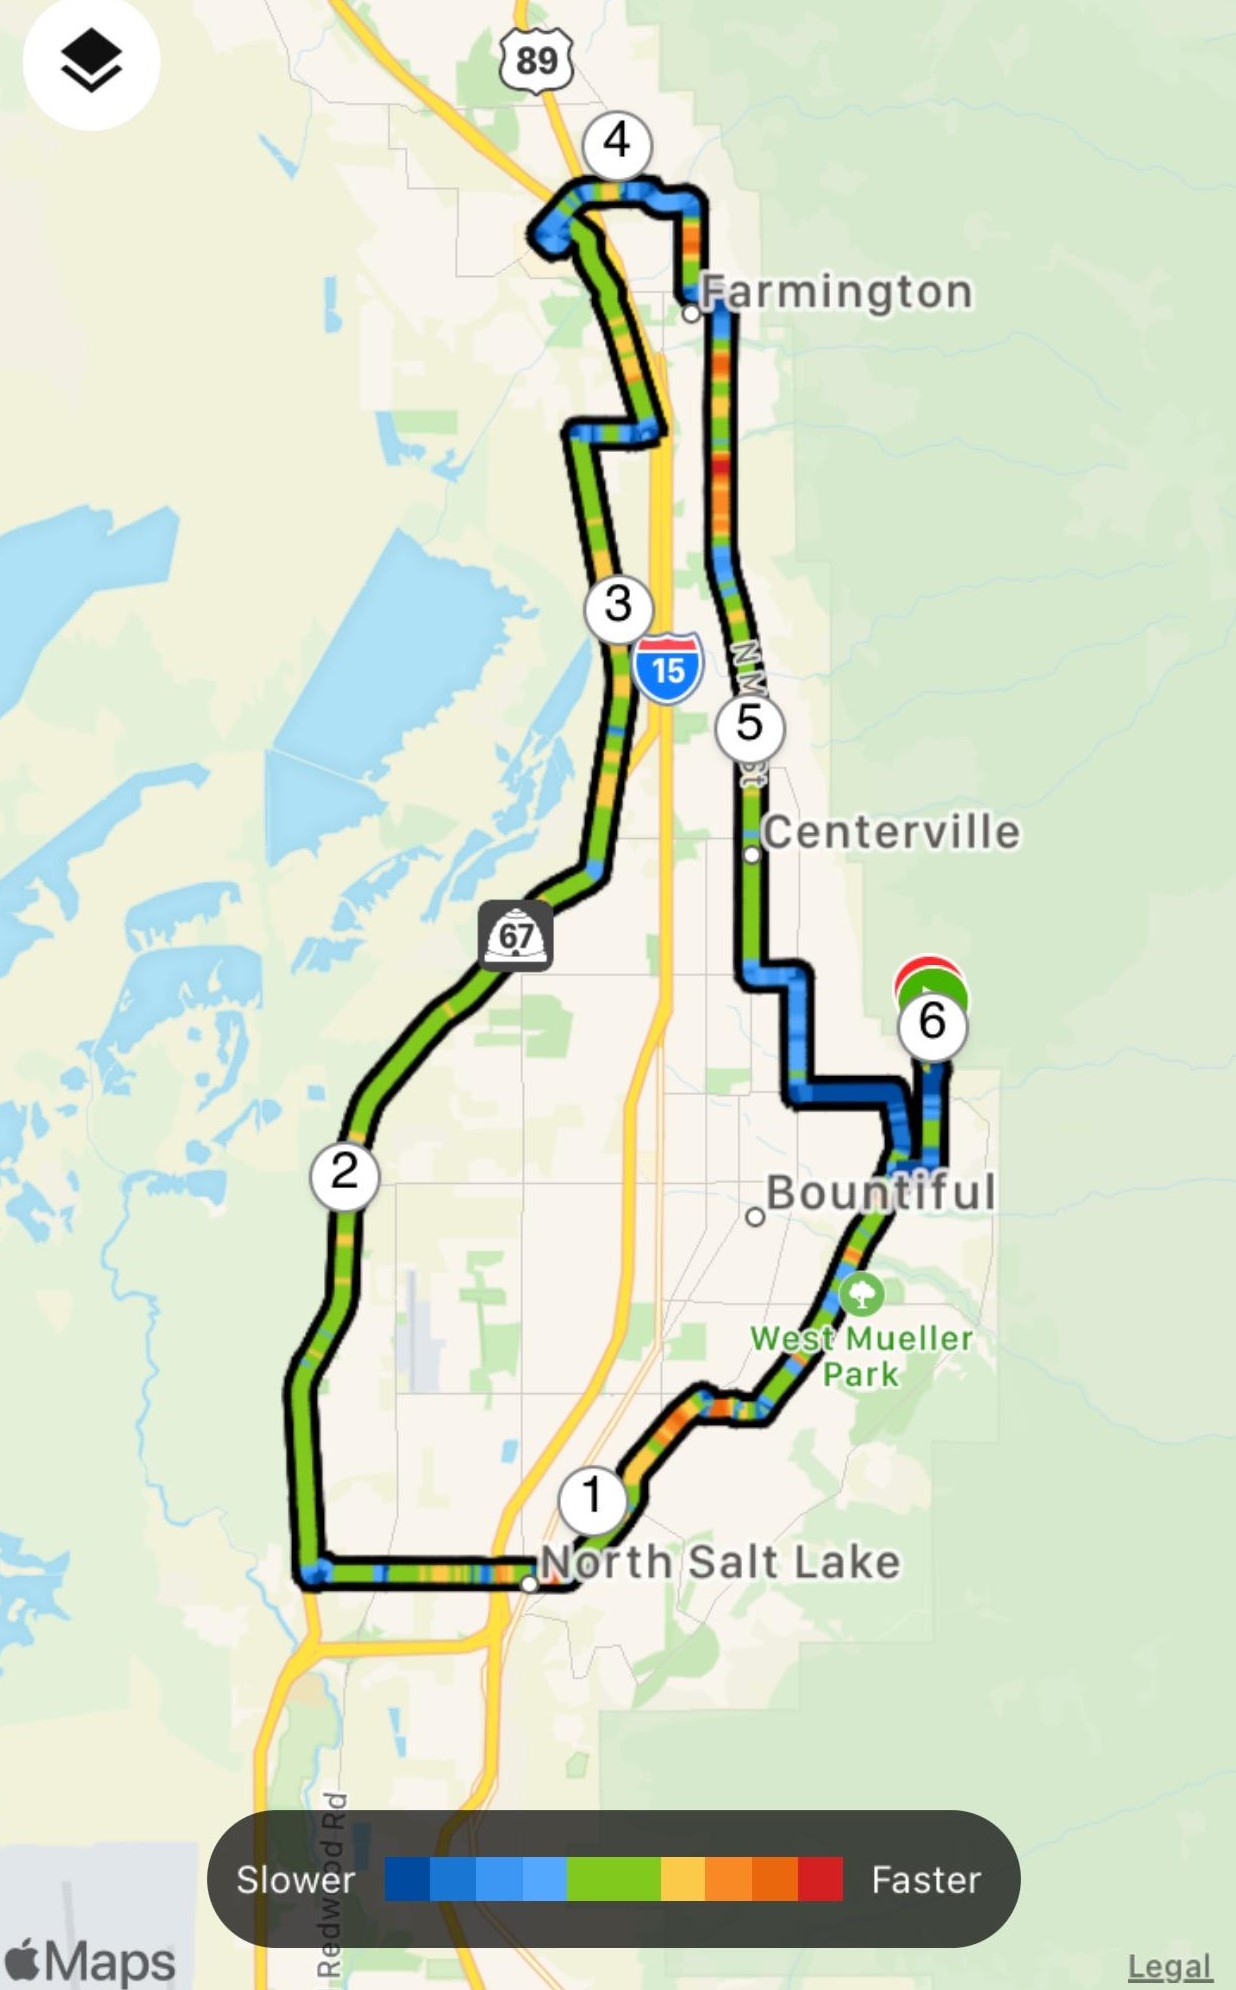 89
4
Farmington
3
15
N M
5
St
Centerville
67
6
2
Bountiful
West Mueller
Park
1
North Salt Lake
Redwood Rd
Slower
Faster
Maps
Legal